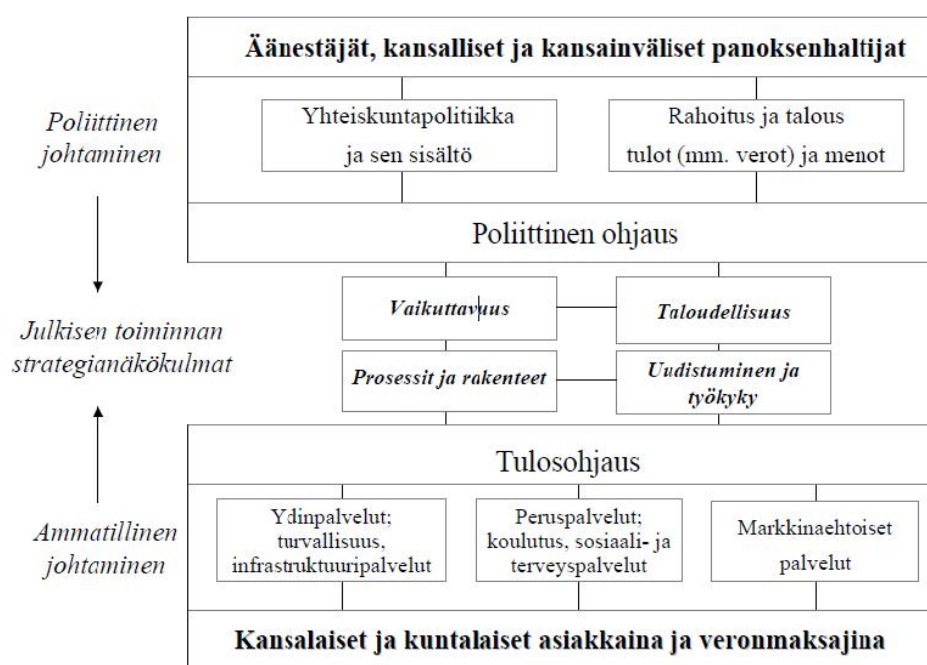 Äänestäjät, kansalliset ja kansainväliset panoksenhaltijat
Poliittinen
johtaminen
Yhteiskuntapolitiikka
ja sen sisältö
Rahoitus ja talous
tulot (mm. verot) ja menot
Poliittinen ohjaus
Julkisen toiminnan
strategianäkökulmat
Vaikuttavuus
Taloudellisuus
Prosessit ja rakenteet
Uudistuminen ja
työkyky
Tulosohjaus
Ammatillinen
johtaminen
Ydinpalvelut;
turvallisuus,
infrastruktuuripalvelut
Peruspalvelut;
koulutus, sosiaali- ja
terveyspalvelut
Markkinaehtoiset
palvelut
Kansalaiset ja kuntalaiset asiakkaina ja veronmaksajina